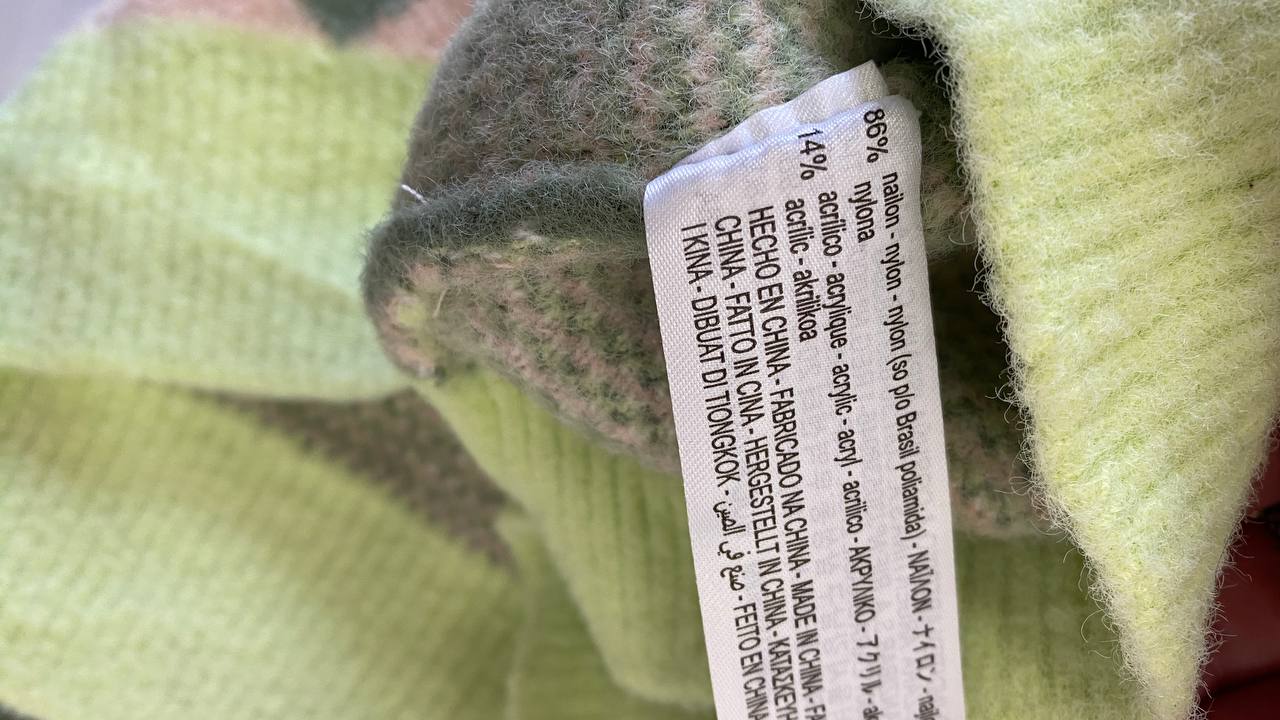 86% nailon - nylon - nylon (so p/o Brasil poliamida) - ΝΑΪΛΟΝ - ナイロン -
nylona
14% acrílico - acrylique - acrylic - acryl - acrilico - ΑΚΡΥΛΙΚΟ - アクリル -
acrilic - akrilikoa
HECHO EN CHINA - FABRICADO NA CHINA - MADE IN CHINA -
CHINA - FATTO IN CINA - HERGESTELLT IN CHINA -
I KINA - DIBUAT DI TIONGKOK - صنع في الصين - FEITO EN CHINA